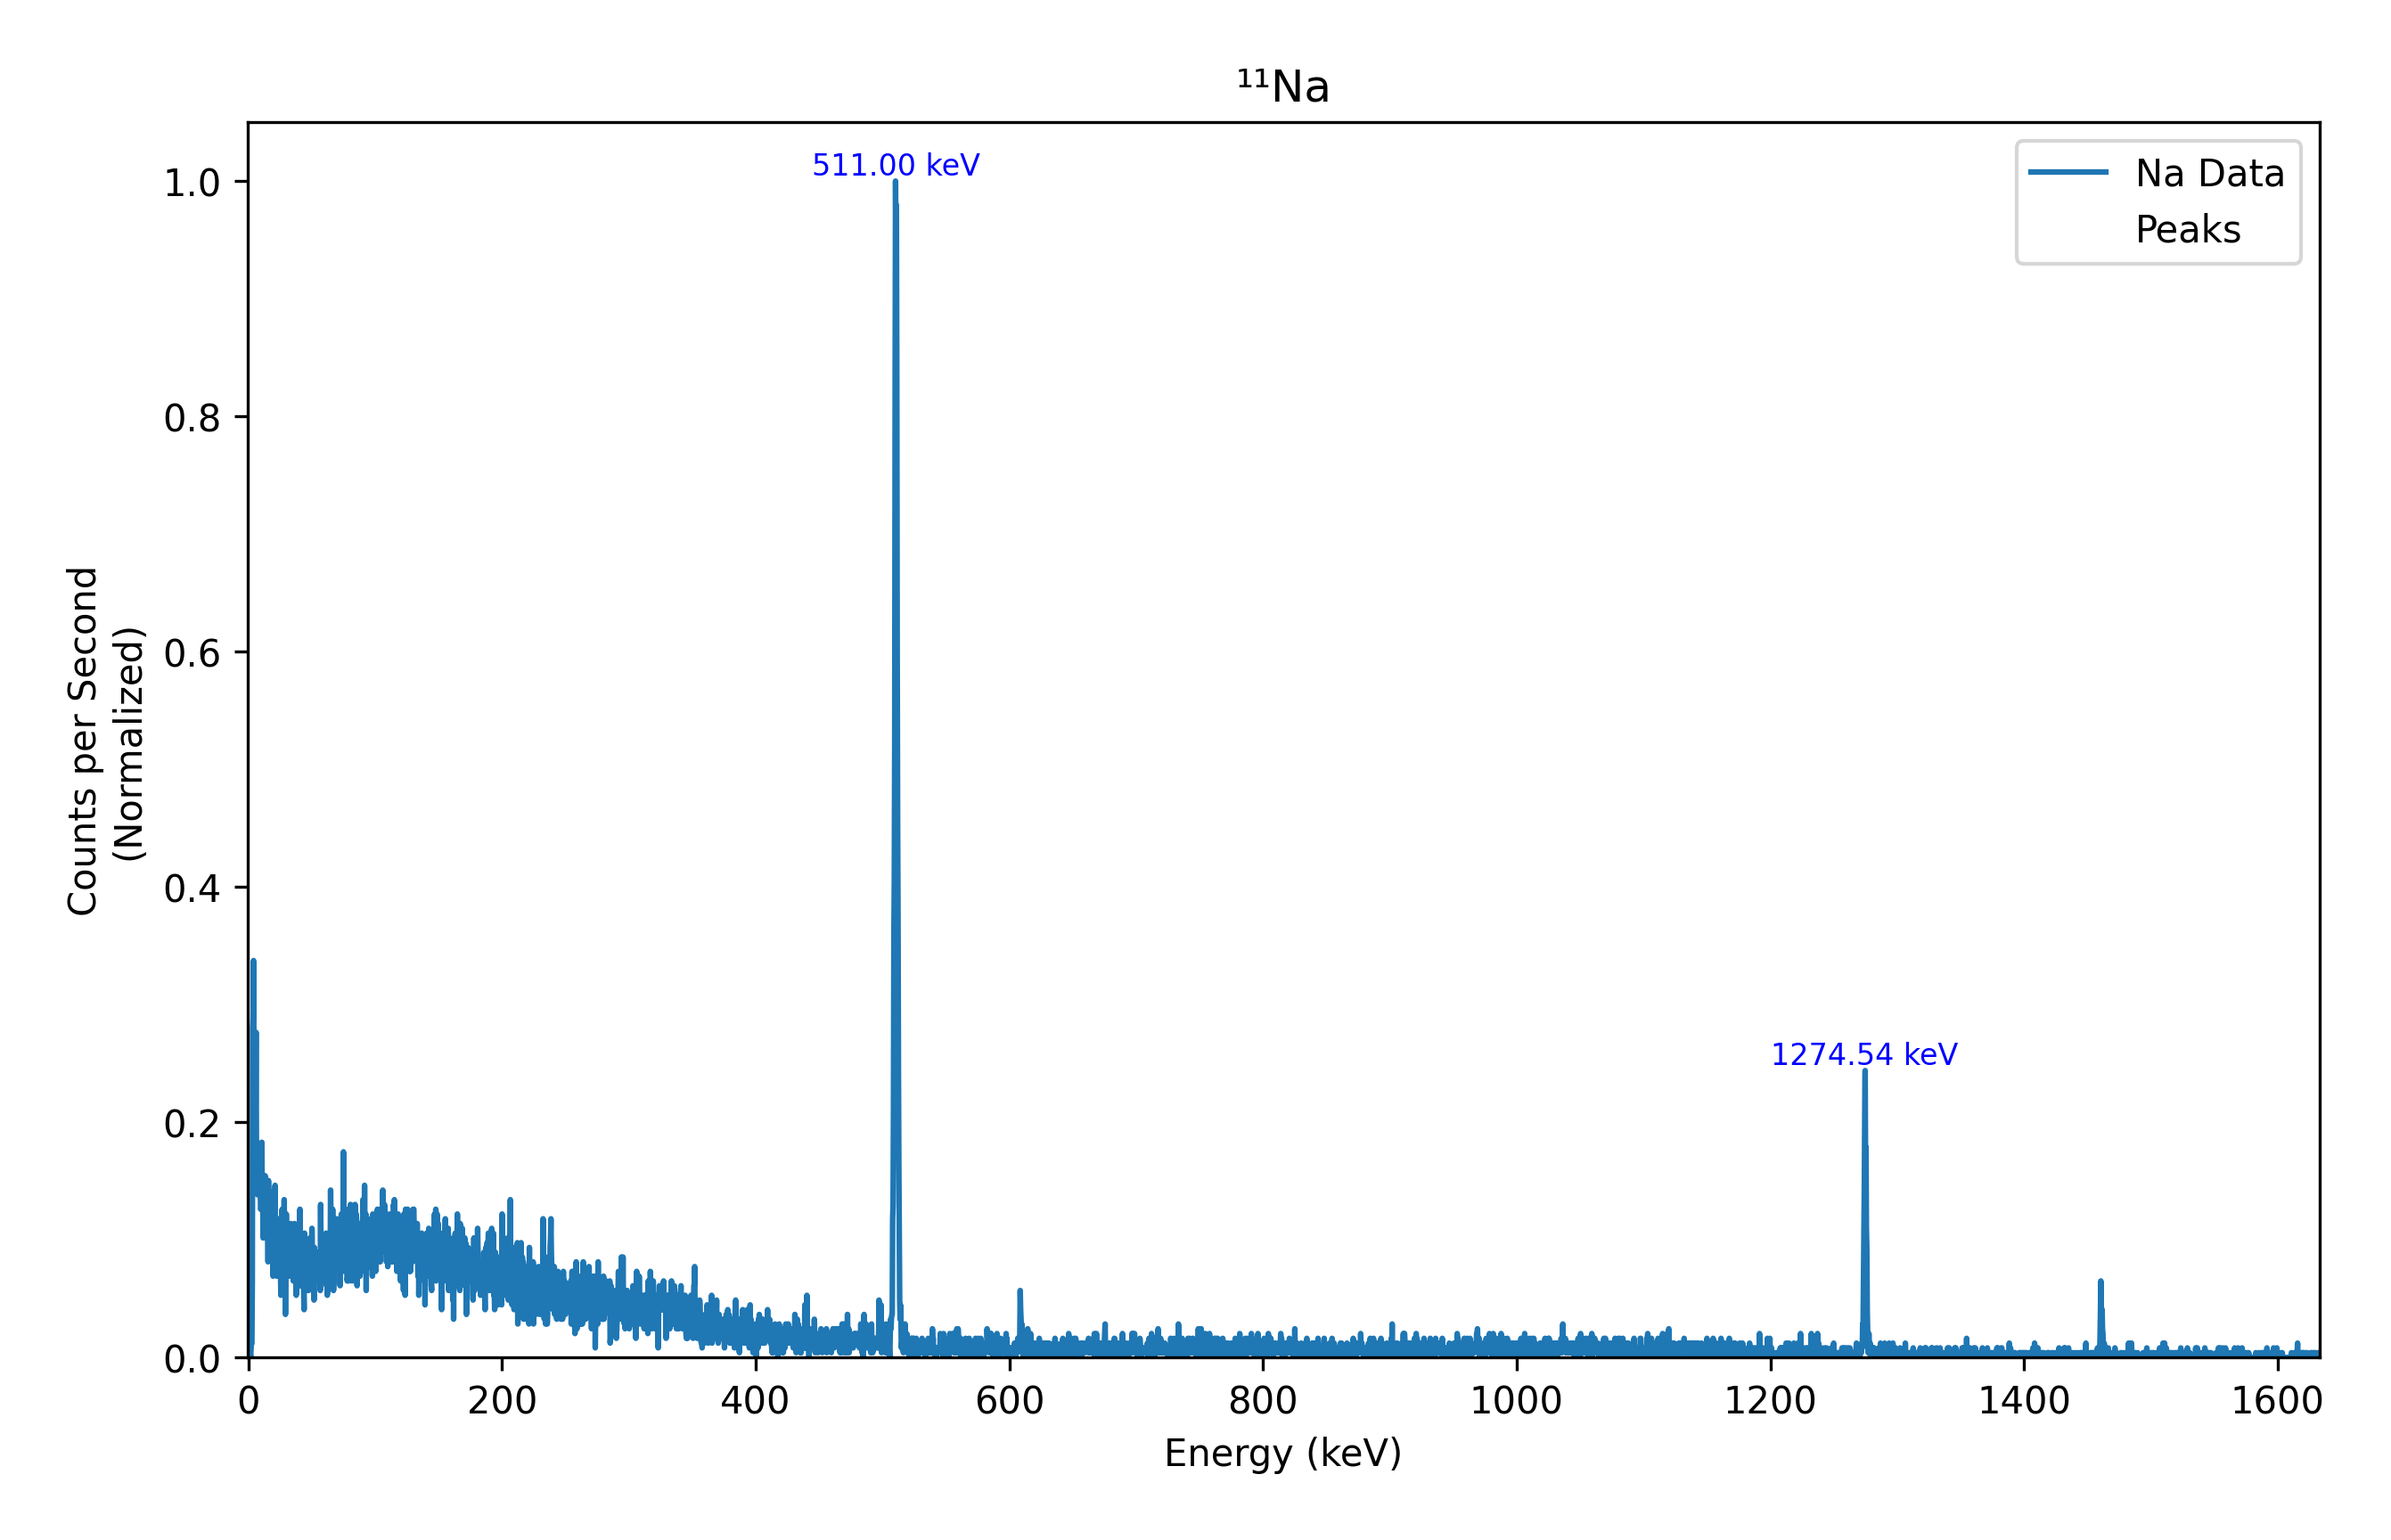 ¹¹Na
511.00 keV
Na Data
Peaks
1274.54 keV
Counts per Second
(Normalized)
1.0
0.8
0.6
0.4
0.2
0.0
0 200 400 600 800 1000 1200 1400 1600
Energy (keV)